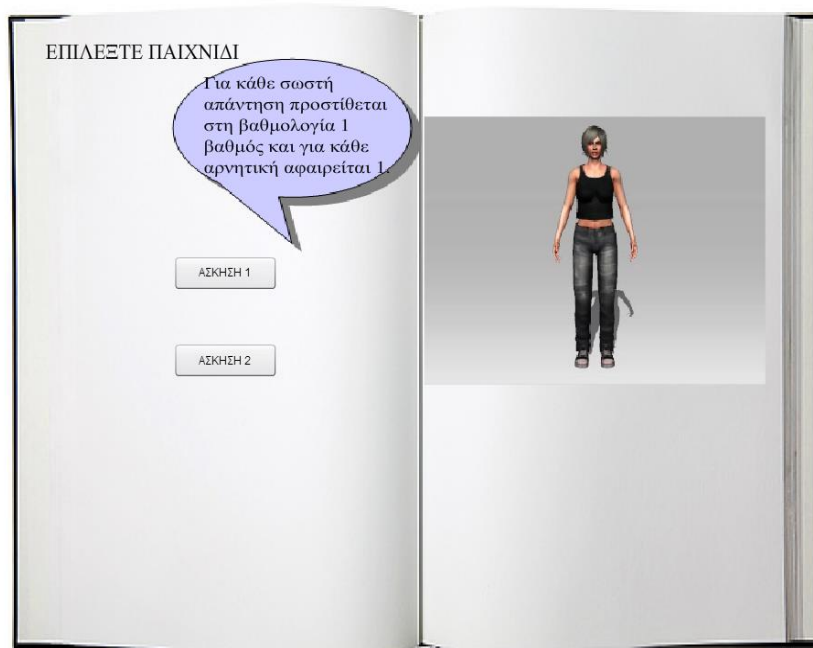 ΕΠΙΛΕΞΤΕ ΠΑΙΧΝΙΔΙ
Για κάθε σωστή
απάντηση προστίθεται
στη βαθμολογία 1
βαθμός και για κάθε
αρνητική αφαιρείται 1.
ΑΣΚΗΣΗ 1
ΑΣΚΗΣΗ 2